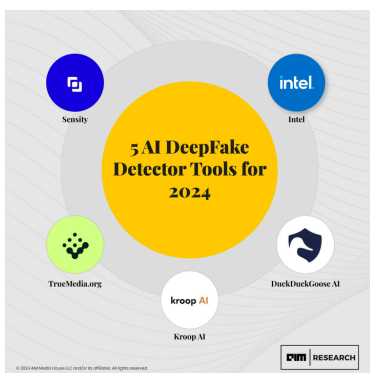 5 AI DeepFake
Detector Tools for
2024
Sensity
intel.
Intel
TrueMedia.org
DuckDuckGoose AI
kroop AI
Kroop AI
© 2024 AIM Media House LLC and/or its affiliates. All rights reserved.
AIM RESEARCH